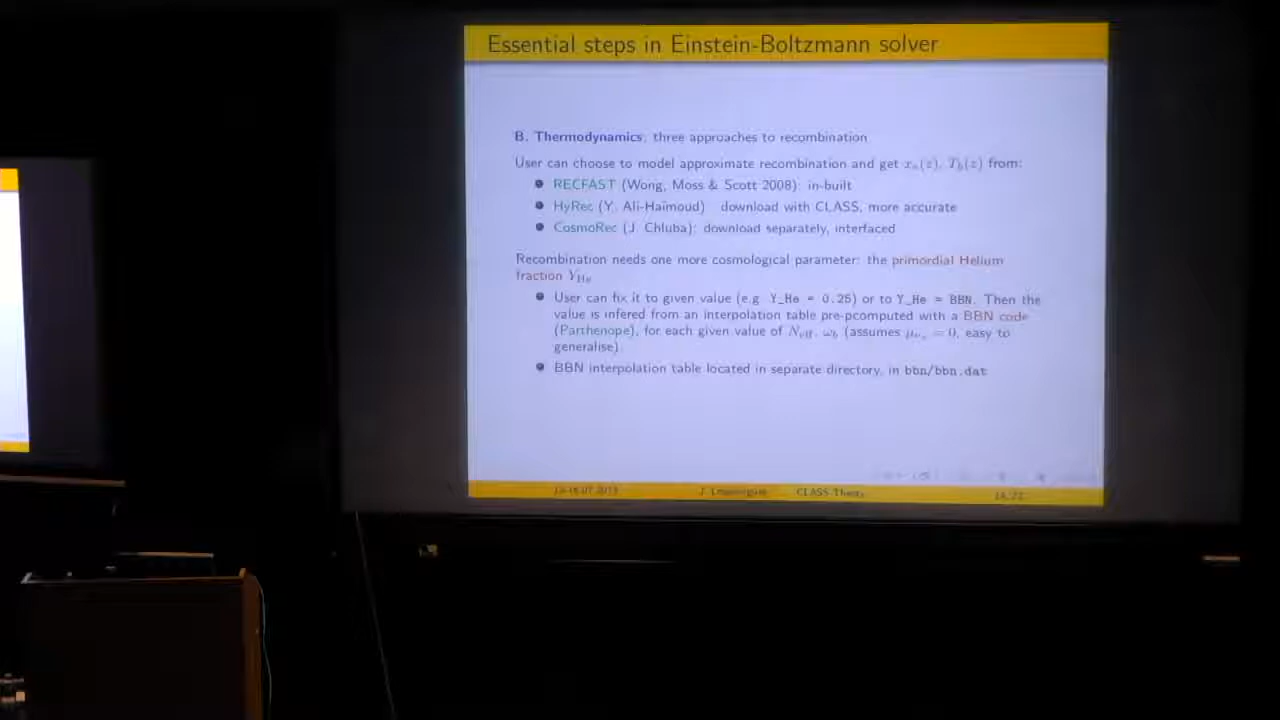 Essential steps in Einstein-Boltzmann solver
B. Thermodynamics: three approaches to recombination
User can choose to model approximate recombination and get xₑ(z), T_b(z) from:
RECFAST (Wong, Moss & Scott 2008): in-built
HyRec (Y. Ali-Haïmoud) download with CLASS, more accurate
CosmoRec (J. Chluba): download separately, interfaced
Recombination needs one more cosmological parameter: the primordial Helium
fraction Y_He
User can fix it to given value (e.g. Y_He = 0.25) or to Y_He = BBN. Then the
value is infered from an interpolation table pre-pcomputed with a BBN code
(Parthenope), for each given value of N_eff, ω_b (assumes = 0, easy to
generalise)
BBN interpolation table located in separate directory, in bbn/bbn.dat
J. Lesgourgues CLASS Theory